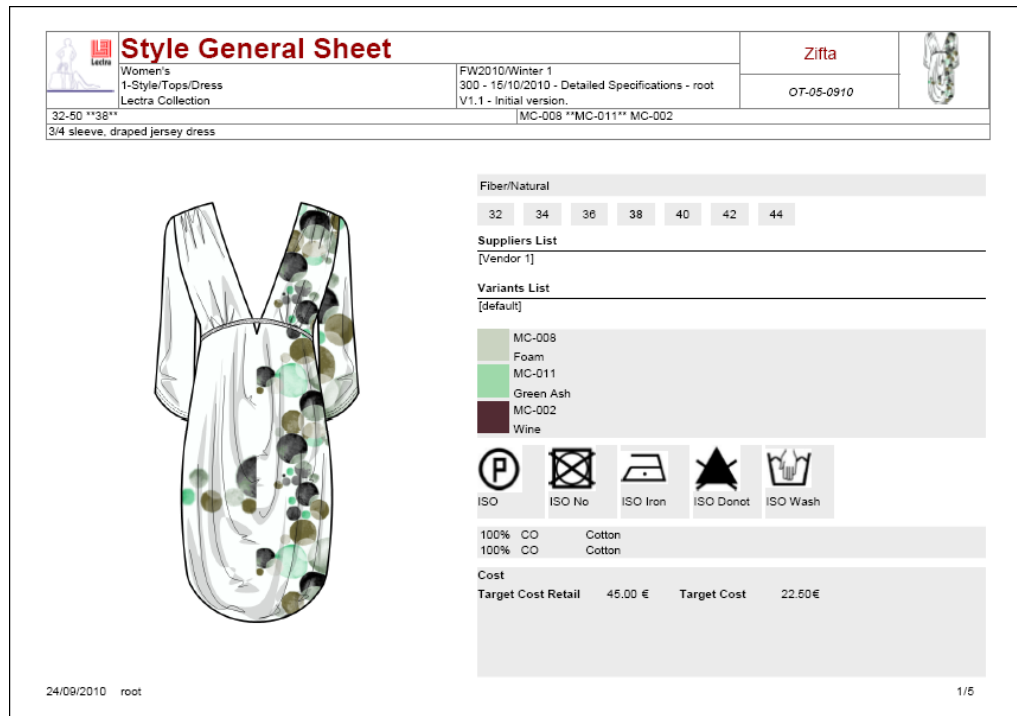 Lectra
Style General Sheet
Women's
1-Style/Tops/Dress
Lectra Collection
FW2010/Winter 1
300 - 15/10/2010 - Detailed Specifications - root
V1.1 - Initial version.
Zifta
OT-05-0910
32-50 **38**
MC-008 **MC-011** MC-002
3/4 sleeve, draped jersey dress
Fiber/Natural
32 34 36 38 40 42 44
Suppliers List
[Vendor 1]
Variants List
[default]
MC-008
Foam
MC-011
Green Ash
MC-002
Wine
P
ISO ISO No ISO Iron ISO Donot ISO Wash
100% CO Cotton
100% CO Cotton
Cost
Target Cost Retail 45.00 € Target Cost 22.50€
24/09/2010 root
1/5